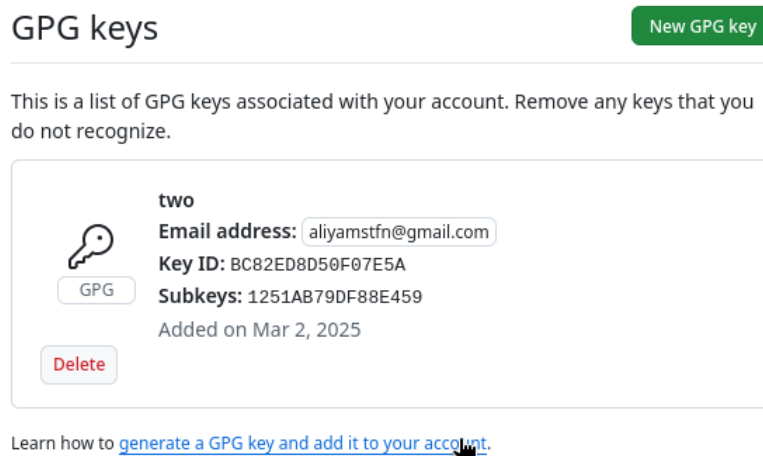 GPG keys
New GPG key
This is a list of GPG keys associated with your account. Remove any keys that you
do not recognize.
two
Email address: aliyamstfn@gmail.com
Key ID: BC82ED8D50F07E5A
GPG
Subkeys: 1251AB79DF88E459
Added on Mar 2, 2025
Delete
Learn how to generate a GPG key and add it to your account.